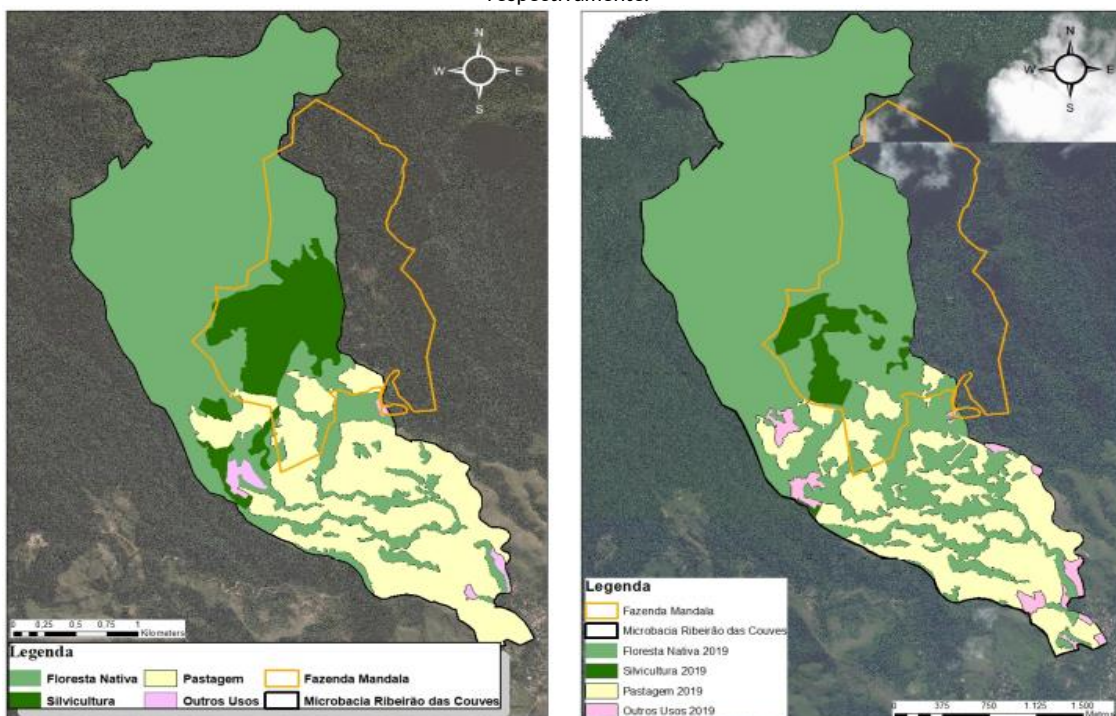 respectivamente.
N
W E
S
0 0,25 0,5 0,75 1
Kilometers
Legenda
Floresta Nativa Pastagem Fazenda Mandala
Silvicultura Outros Usos Microbacia Ribeirão das Couves
N
W E
S
Legenda
Fazenda Mandala
Microbacia Ribeirão das Couves
Floresta Nativa 2019
Silvicultura 2019
Pastagem 2019
Outros Usos 2019
0 375 750 1.125 1.500